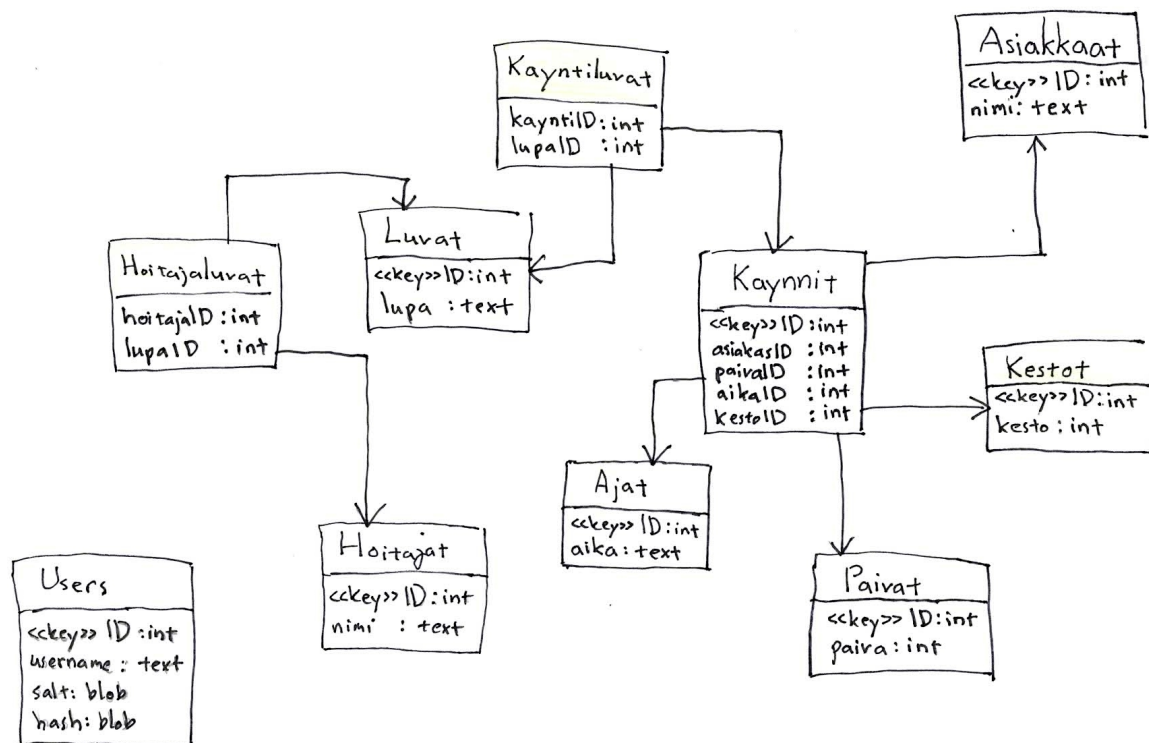 Asiakkaat
<<key>> ID: int
nimi: text
Kayntiluvat
kayntiID: int
lupaID : int
Luvat
<<key>> ID: int
lupa : text
Hoitajaluvat
hoitajaID: int
lupaID : int
Kaynnit
<<key>> ID: int
asiakasID : int
paivaID : int
aikaID : int
kestoID : int
Kestot
<<key>> ID: int
kesto: int
Ajat
<<key>> ID: int
aika: text
Hoitajat
<<key>> ID: int
nimi : text
Paivat
<<key>> ID: int
paiva: int
Users
<<key>> ID : int
username : text
salt: blob
hash: blob